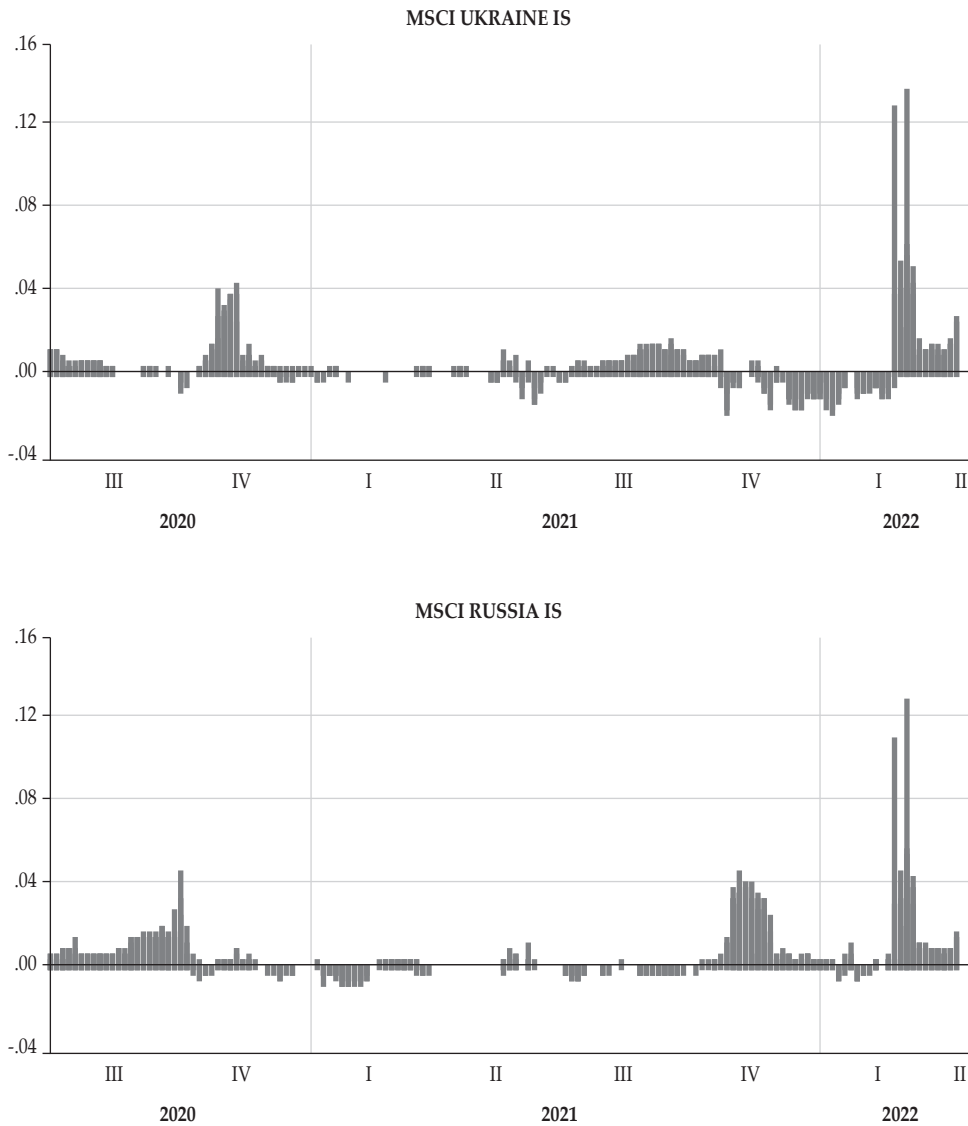 MSCI UKRAINE IS
.16
.12
.08
.04
.00
-.04
III IV I II III IV I II
2020 2021 2022
MSCI RUSSIA IS
.16
.12
.08
.04
.00
-.04
III IV I II III IV I II
2020 2021 2022